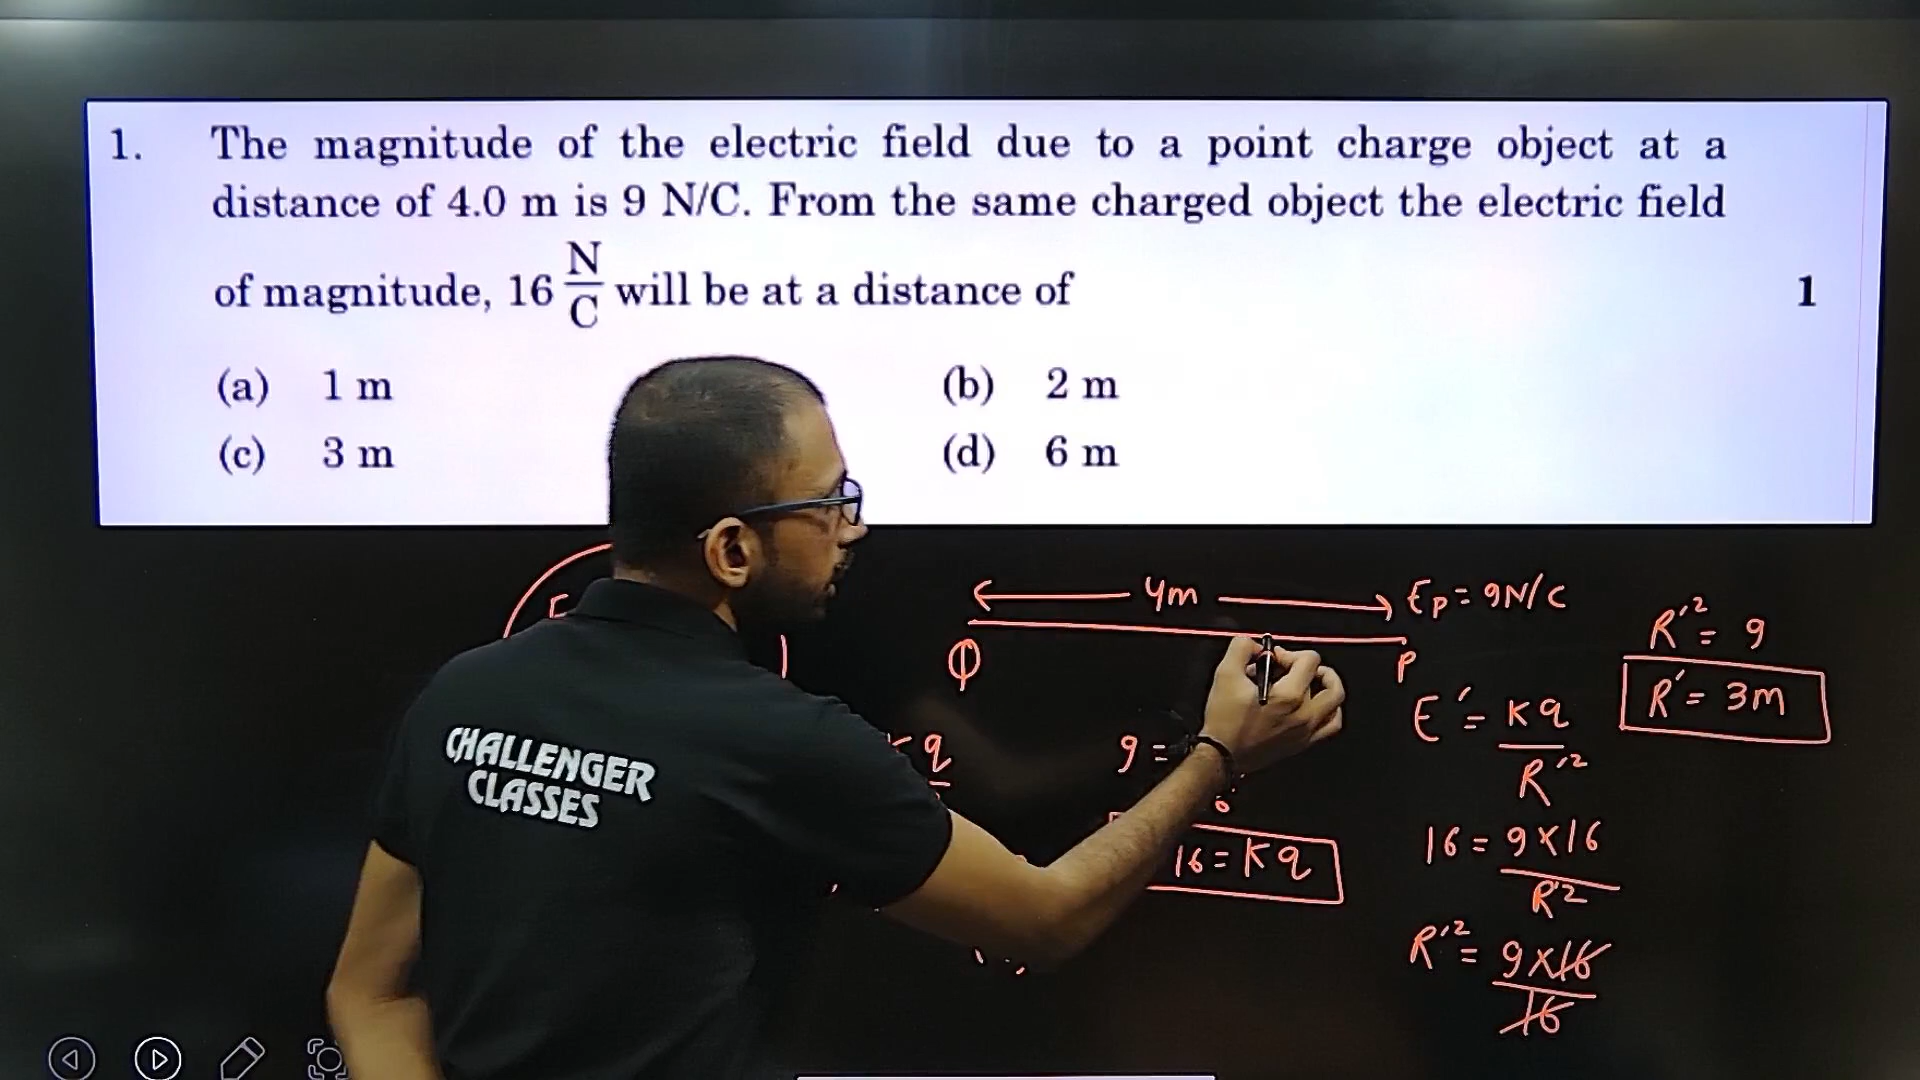 1. The magnitude of the electric field due to a point charge object at a
distance of 4.0 m is 9 N/C. From the same charged object the electric field
of magnitude, 16 N/C will be at a distance of 1
(a) 1 m (b) 2 m
(c) 3 m (d) 6 m
4m
Ep = 9N/C
Q
P
q
9 =
16 = Kq
E' = Kq/R'²
16 = 9×16/R²
R'² = 9×16/16
R'² = 9
R' = 3m
CHALLENGER
CLASSES